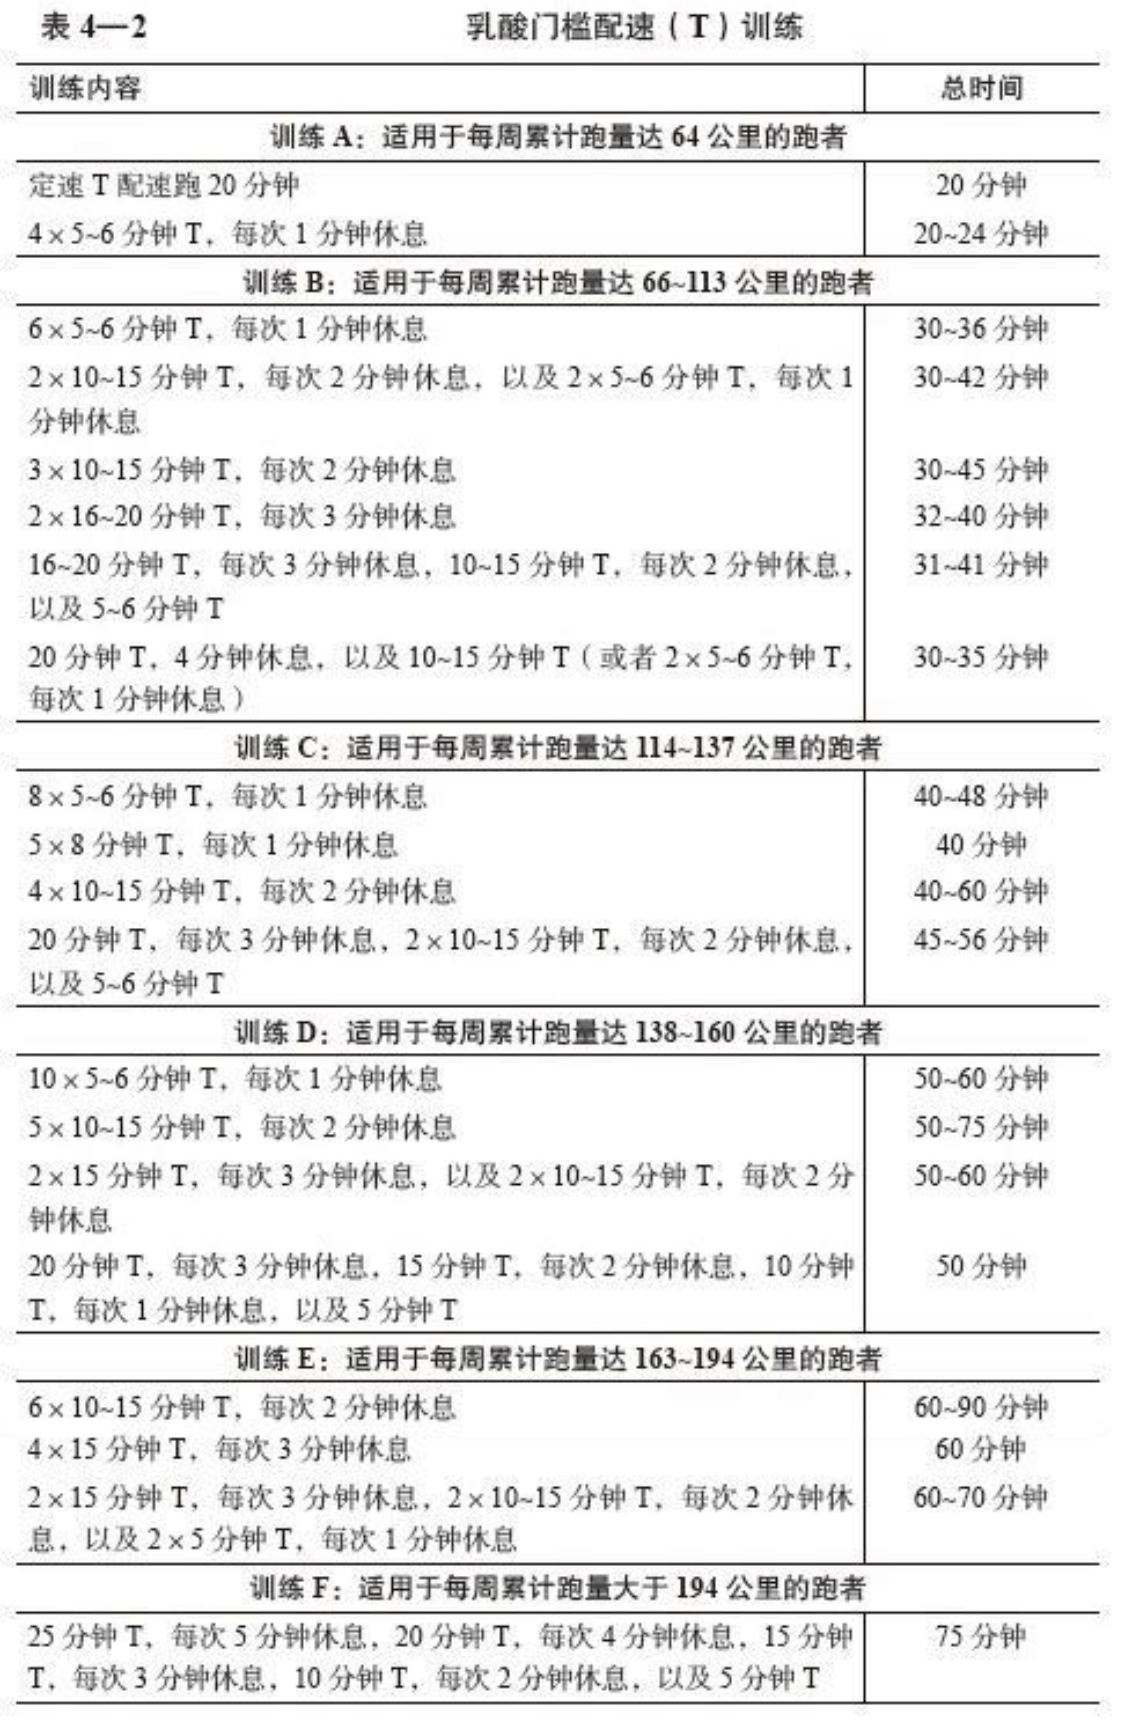 表 4—2 乳酸门槛配速（T）训练
训练内容 总时间
训练 A：适用于每周累计跑量达 64 公里的跑者
定速 T 配速跑 20 分钟 20 分钟
4 × 5~6 分钟 T，每次 1 分钟休息 20~24 分钟
训练 B：适用于每周累计跑量达 66~113 公里的跑者
6 × 5~6 分钟 T，每次 1 分钟休息 30~36 分钟
2 × 10~15 分钟 T，每次 2 分钟休息，以及 2 × 5~6 分钟 T，每次 1 30~42 分钟
分钟休息
3 × 10~15 分钟 T，每次 2 分钟休息 30~45 分钟
2 × 16~20 分钟 T，每次 3 分钟休息 32~40 分钟
16~20 分钟 T，每次 3 分钟休息，10~15 分钟 T，每次 2 分钟休息， 31~41 分钟
以及 5~6 分钟 T
20 分钟 T，4 分钟休息，以及 10~15 分钟 T（或者 2 × 5~6 分钟 T， 30~35 分钟
每次 1 分钟休息）
训练 C：适用于每周累计跑量达 114~137 公里的跑者
8 × 5~6 分钟 T，每次 1 分钟休息 40~48 分钟
5 × 8 分钟 T，每次 1 分钟休息 40 分钟
4 × 10~15 分钟 T，每次 2 分钟休息 40~60 分钟
20 分钟 T，每次 3 分钟休息，2 × 10~15 分钟 T，每次 2 分钟休息， 45~56 分钟
以及 5~6 分钟 T
训练 D：适用于每周累计跑量达 138~160 公里的跑者
10 × 5~6 分钟 T，每次 1 分钟休息 50~60 分钟
5 × 10~15 分钟 T，每次 2 分钟休息 50~75 分钟
2 × 15 分钟 T，每次 3 分钟休息，以及 2 × 10~15 分钟 T，每次 2 分 50~60 分钟
钟休息
20 分钟 T，每次 3 分钟休息，15 分钟 T，每次 2 分钟休息，10 分钟 50 分钟
T，每次 1 分钟休息，以及 5 分钟 T
训练 E：适用于每周累计跑量达 163~194 公里的跑者
6 × 10~15 分钟 T，每次 2 分钟休息 60~90 分钟
4 × 15 分钟 T，每次 3 分钟休息 60 分钟
2 × 15 分钟 T，每次 3 分钟休息，2 × 10~15 分钟 T，每次 2 分钟休 60~70 分钟
息，以及 2 × 5 分钟 T，每次 1 分钟休息
训练 F：适用于每周累计跑量大于 194 公里的跑者
25 分钟 T，每次 5 分钟休息，20 分钟 T，每次 4 分钟休息，15 分钟 75 分钟
T，每次 3 分钟休息，10 分钟 T，每次 2 分钟休息，以及 5 分钟 T